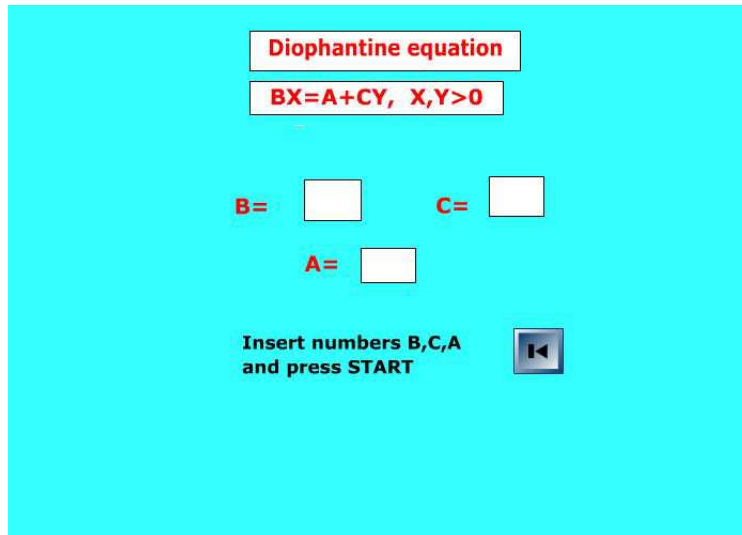 Diophantine equation
BX=A+CY, X,Y>0
B= C=
A=
Insert numbers B,C,A
and press START